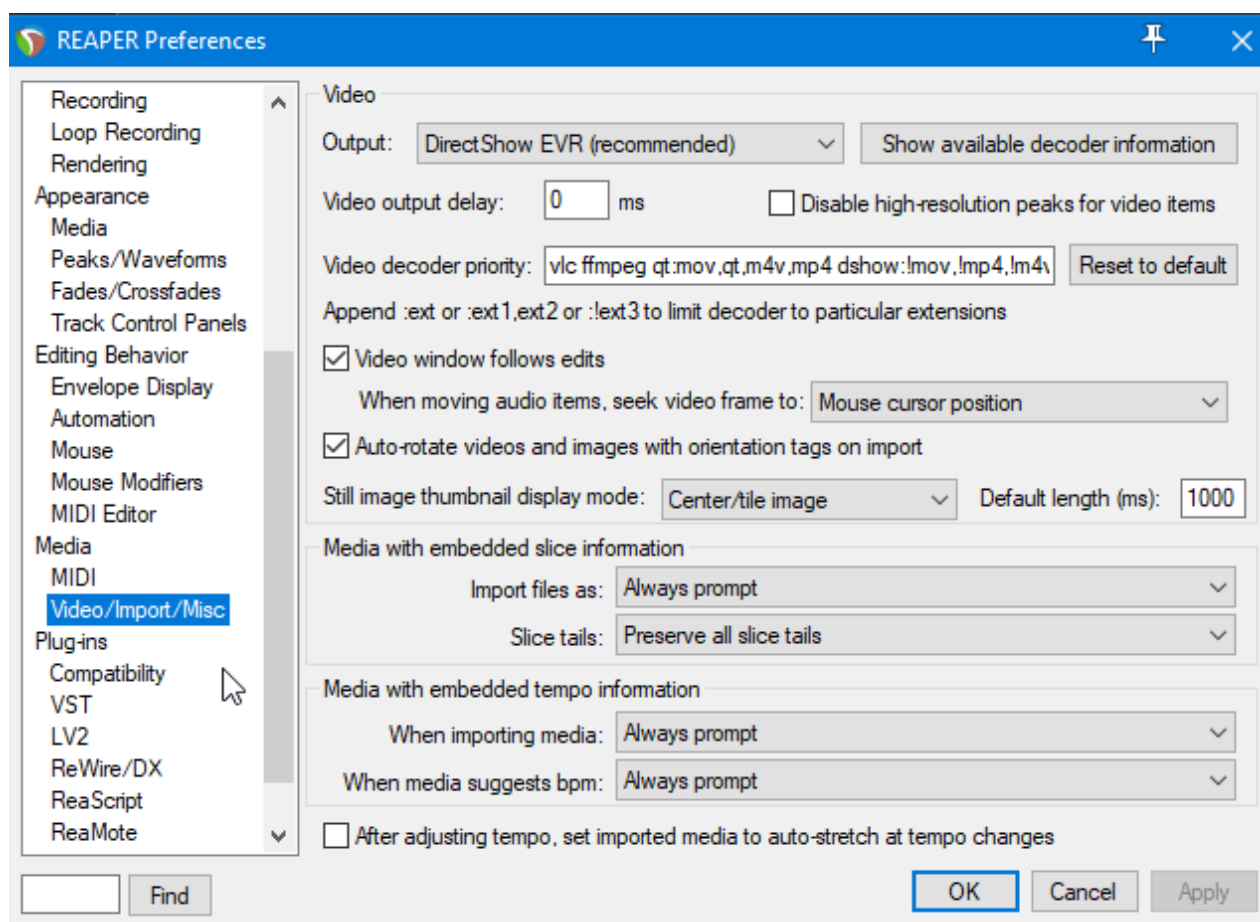 REAPER Preferences
Recording
Loop Recording
Rendering
Appearance
Media
Peaks/Waveforms
Fades/Crossfades
Track Control Panels
Editing Behavior
Envelope Display
Automation
Mouse
Mouse Modifiers
MIDI Editor
Media
MIDI
Video/Import/Misc
Plug-ins
Compatibility
VST
LV2
ReWire/DX
ReaScript
ReaMote
Find
Video
Output: DirectShow EVR (recommended) Show available decoder information
Video output delay: 0 ms Disable high-resolution peaks for video items
Video decoder priority: vlc ffmpeg qt:mov,qt,m4v,mp4 dshow:!mov,!mp4,!m4v Reset to default
Append :ext or :ext1,ext2 or :!ext3 to limit decoder to particular extensions
Video window follows edits
When moving audio items, seek video frame to: Mouse cursor position
Auto-rotate videos and images with orientation tags on import
Still image thumbnail display mode: Center/tile image Default length (ms): 1000
Media with embedded slice information
Import files as: Always prompt
Slice tails: Preserve all slice tails
Media with embedded tempo information
When importing media: Always prompt
When media suggests bpm: Always prompt
After adjusting tempo, set imported media to auto-stretch at tempo changes
OK Cancel Apply